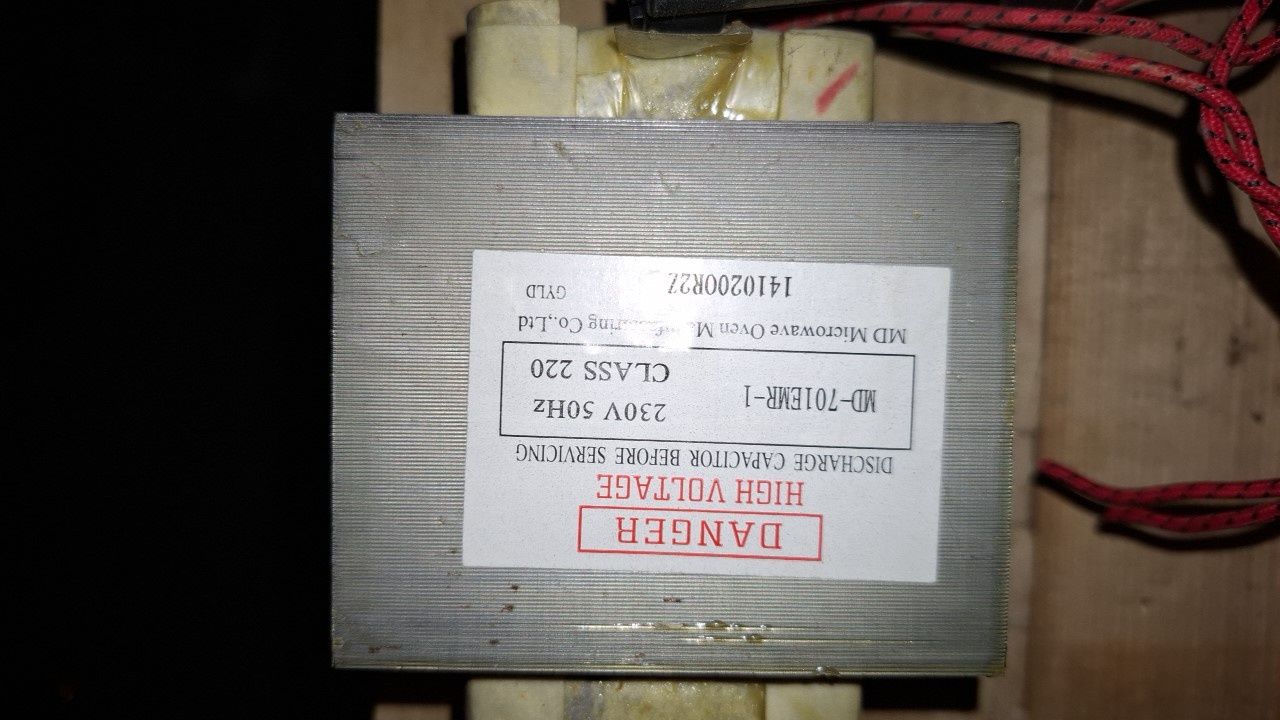 DANGER
HIGH VOLTAGE
DISCHARGE CAPACITOR BEFORE SERVICING
MD-701EMR-1
230V 50Hz
CLASS 220
MD Microwave Oven Co.,Ltd
1410200R2Z
GYLD